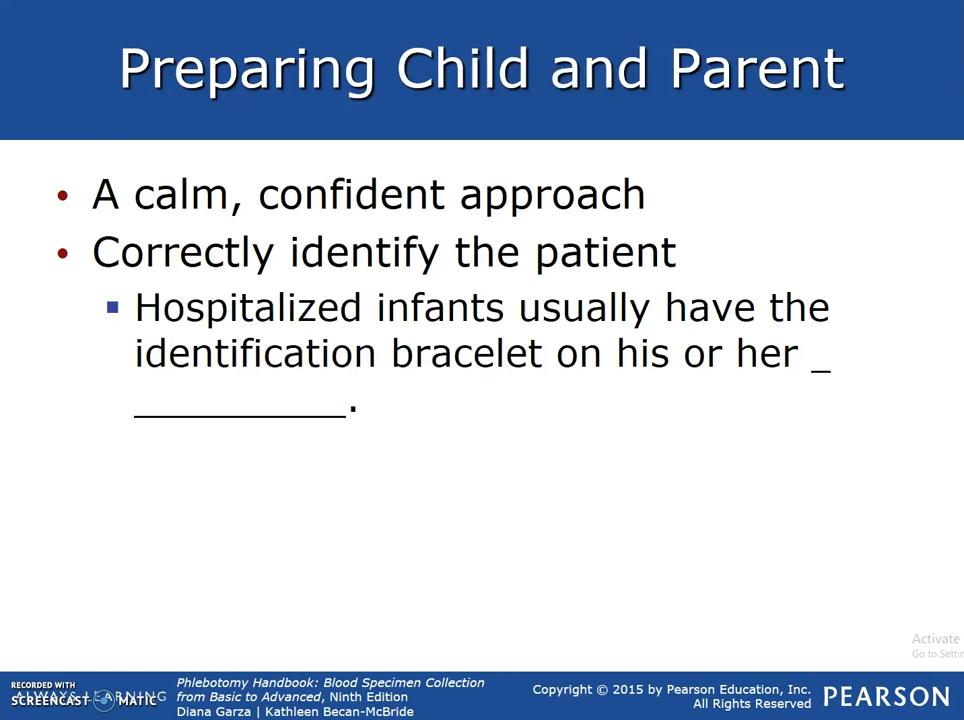 Preparing Child and Parent
• A calm, confident approach
• Correctly identify the patient
▪ Hospitalized infants usually have the
identification bracelet on his or her _
__________.
Activate
Go to Settin
RECORDED WITH
SCREENCAST MATIC
ALWAYS LEARNING
Phlebotomy Handbook: Blood Specimen Collection
from Basic to Advanced, Ninth Edition
Diana Garza | Kathleen Becan-McBride
Copyright © 2015 by Pearson Education, Inc.
All Rights Reserved
PEARSON